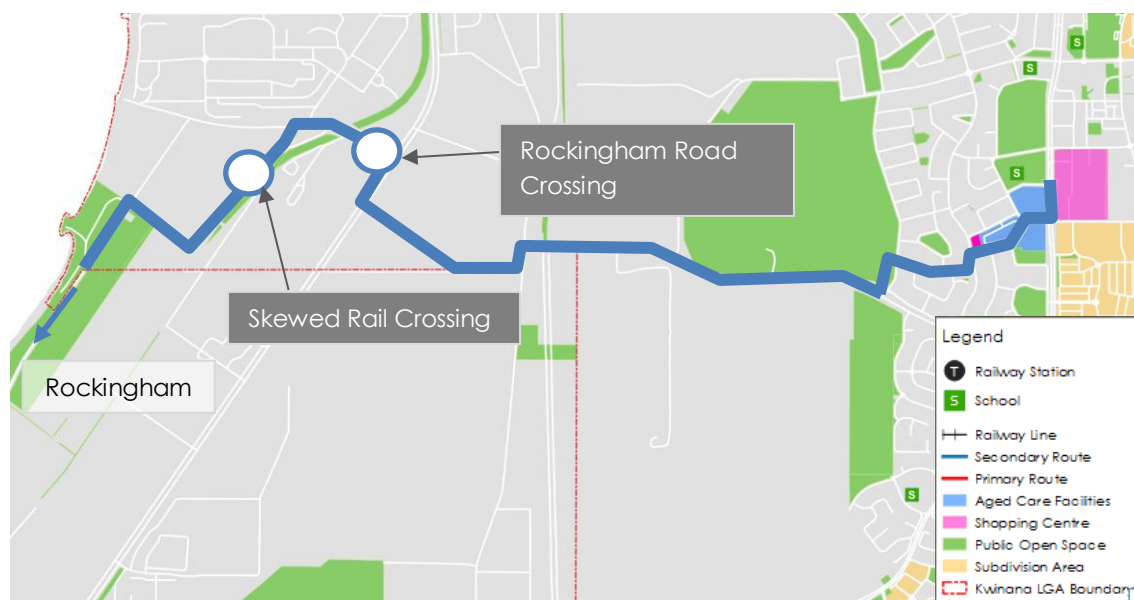 S
S
Rockingham Road
Crossing
S
Skewed Rail Crossing
Rockingham
S
Legend
T Railway Station
S School
Railway Line
Secondary Route
Primary Route
Aged Care Facilities
Shopping Centre
Public Open Space
Subdivision Area
Kwinana LGA Boundary